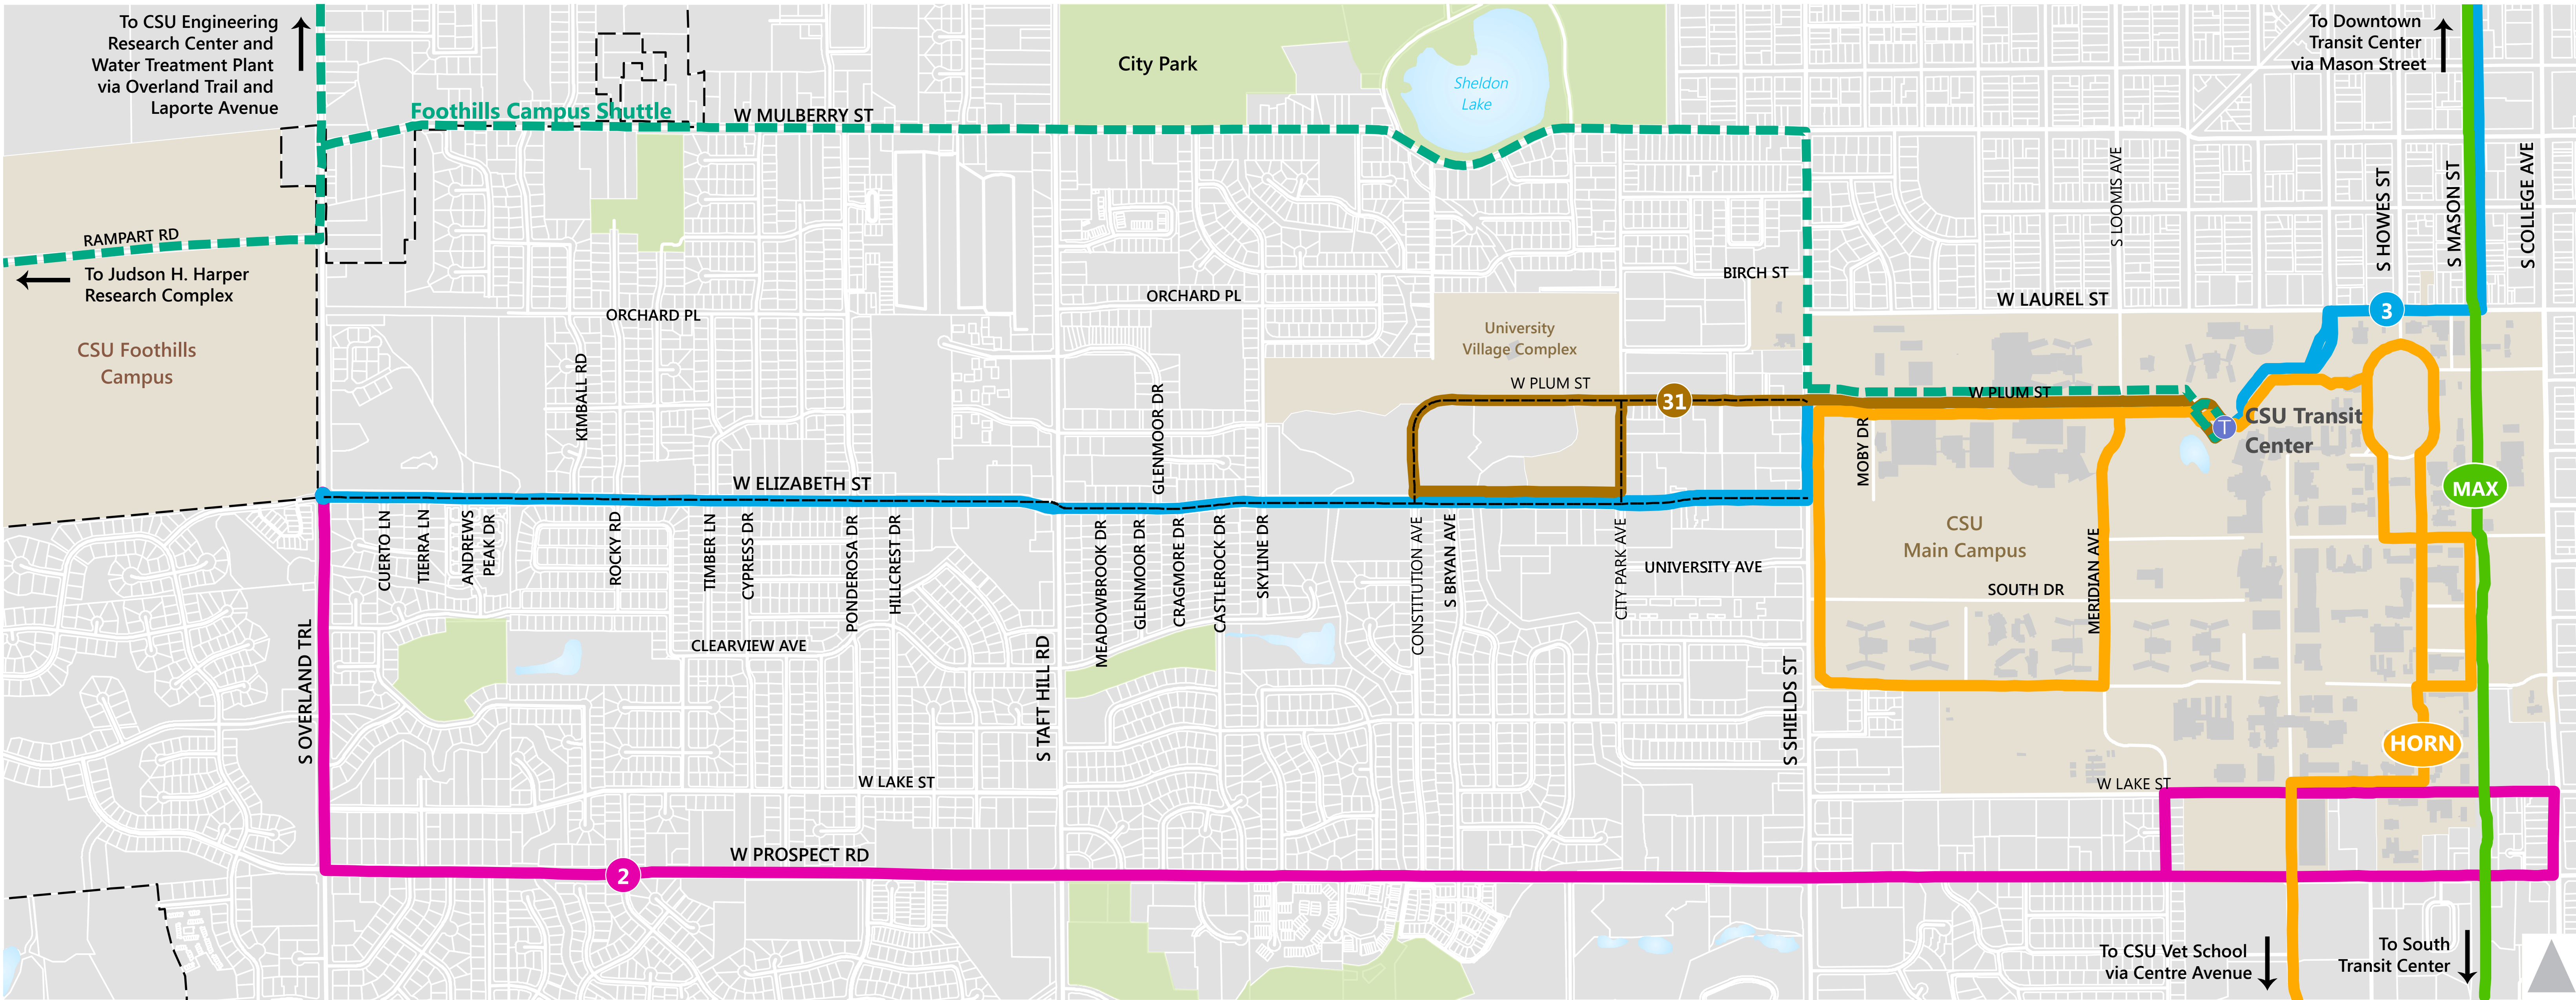 To CSU Engineering
Research Center and
Water Treatment Plant
via Overland Trail and
Laporte Avenue
Foothills Campus Shuttle
W MULBERRY ST
City Park
Sheldon
Lake
To Downtown
Transit Center
via Mason Street
S LOOMIS AVE
S HOWES ST
S MASON ST
S COLLEGE AVE
RAMPART RD
To Judson H. Harper
Research Complex
CSU Foothills
Campus
ORCHARD PL
ORCHARD PL
BIRCH ST
W LAUREL ST
3
University
Village Complex
W PLUM ST
31
W PLUM ST
CSU Transit
Center
T
KIMBALL RD
GLENMOOR DR
MOBY DR
W ELIZABETH ST
MAX
CUERTO LN
TIERRA LN
ANDREWS
PEAK DR
ROCKY RD
TIMBER LN
CYPRESS DR
PONDEROSA DR
HILLCREST DR
MEADOWBROOK DR
GLENMOOR DR
CRAGMORE DR
CASTLEROCK DR
SKYLINE DR
CONSTITUTION AVE
S BRYAN AVE
CITY PARK AVE
UNIVERSITY AVE
CSU
Main Campus
SOUTH DR
MERIDIAN AVE
CLEARVIEW AVE
S OVERLAND TRL
S TAFT HILL RD
S SHIELDS ST
HORN
W LAKE ST
W LAKE ST
W PROSPECT RD
2
To CSU Vet School
via Centre Avenue
To South
Transit Center